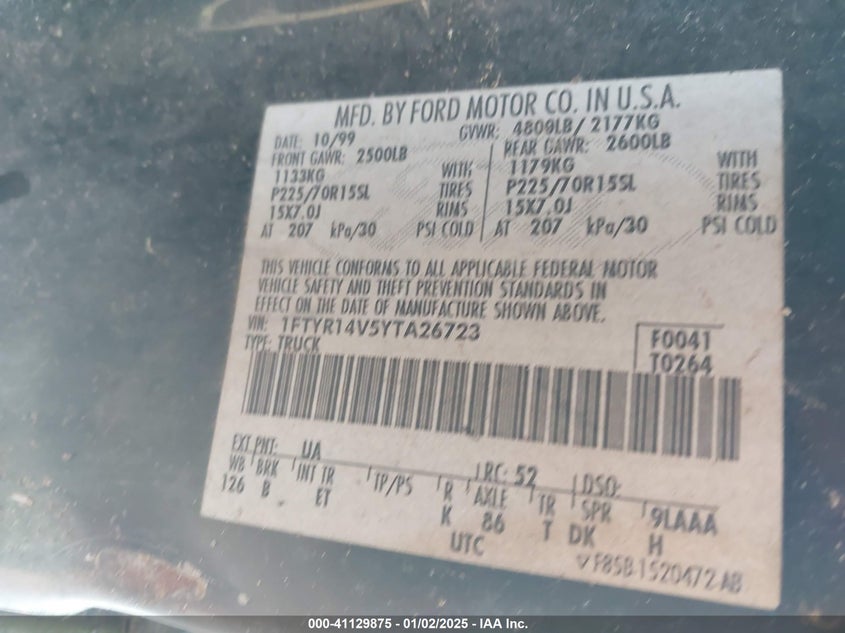 MFD. BY FORD MOTOR CO. IN U.S.A.
DATE: 10/99 GVWR: 4800LB/ 2177KG
FRONT GAWR: 2500LB REAR GAWR: 2600LB
1133KG WITH 1179KG WITH
P225/70R15SL TIRES P225/70R15SL TIRES
15X7.0J RIMS 15X7.0J RIMS
AT 207 kPa/30 PSI COLD AT 207 kPa/30 PSI COLD
THIS VEHICLE CONFORMS TO ALL APPLICABLE FEDERAL MOTOR
VEHICLE SAFETY AND THEFT PREVENTION STANDARDS IN
EFFECT ON THE DATE OF MANUFACTURE SHOWN ABOVE.
VIN: 1FTYR14V5YTA26723 F0041
TYPE: TRUCK T0264
EXT PNT: UA RC: 52 DSO:
WB BRK INT TR TP/PS R AXLE TR SPR 9LAAA
126 B ET K 86 T DK H
UTC
F85B 1520472 AB
000-41129875 - 01/02/2025 - IAA Inc.